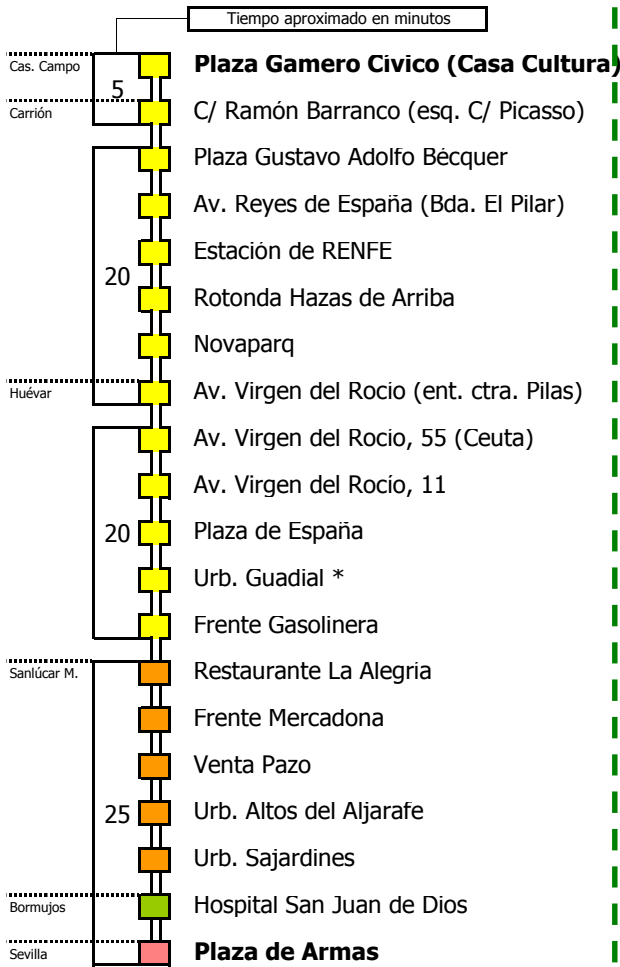 Tiempo aproximado en minutos
Cas. Campo
5
Plaza Gamero Cívico (Casa Cultura)
Carrión
C/ Ramón Barranco (esq. C/ Picasso)
Plaza Gustavo Adolfo Bécquer
Av. Reyes de España (Bda. El Pilar)
Estación de RENFE
20
Rotonda Hazas de Arriba
Novaparq
Huévar
Av. Virgen del Rocio (ent. ctra. Pilas)
Av. Virgen del Rocio, 55 (Ceuta)
Av. Virgen del Rocío, 11
20
Plaza de España
Urb. Guadial *
Frente Gasolinera
Sanlúcar M.
Restaurante La Alegria
Frente Mercadona
Venta Pazo
25
Urb. Altos del Aljarafe
Urb. Sajardines
Bormujos
Hospital San Juan de Dios
Sevilla
Plaza de Armas